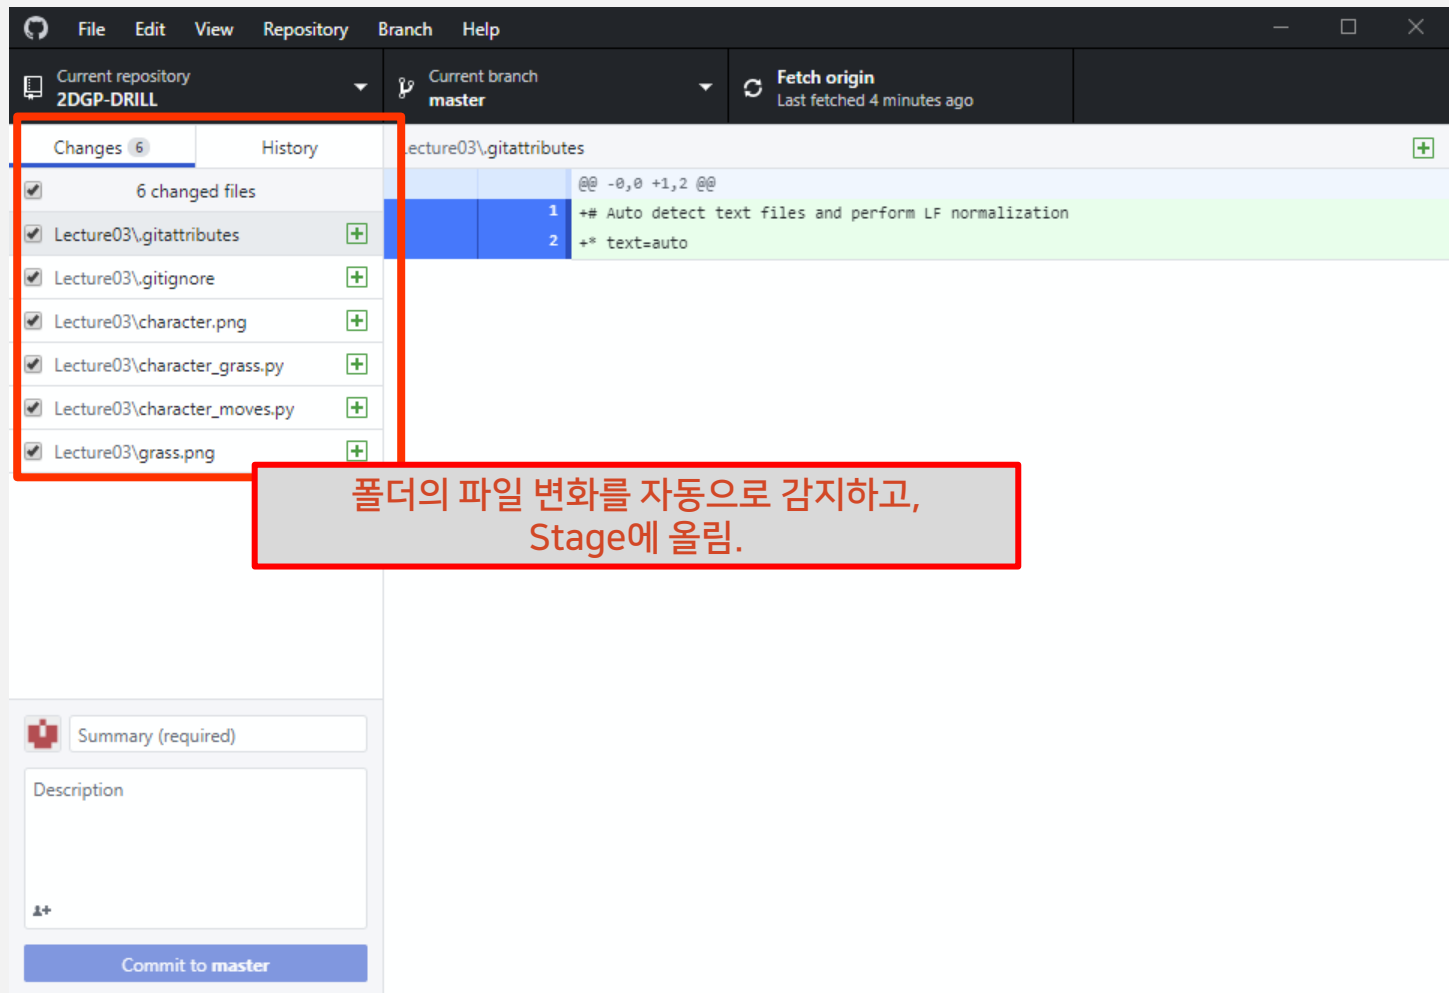 File Edit View Repository Branch Help
Current repository
2DGP-DRILL
Current branch
master
Fetch origin
Last fetched 4 minutes ago
Changes 6 History
6 changed files
Lecture03\.gitattributes
Lecture03\.gitignore
Lecture03\character.png
Lecture03\character_grass.py
Lecture03\character_moves.py
Lecture03\grass.png
ecture03\.gitattributes
@@ -0,0 +1,2 @@
1 +# Auto detect text files and perform LF normalization
2 +* text=auto
폴더의 파일 변화를 자동으로 감지하고,
Stage에 올림.
Summary (required)
Description
Commit to master